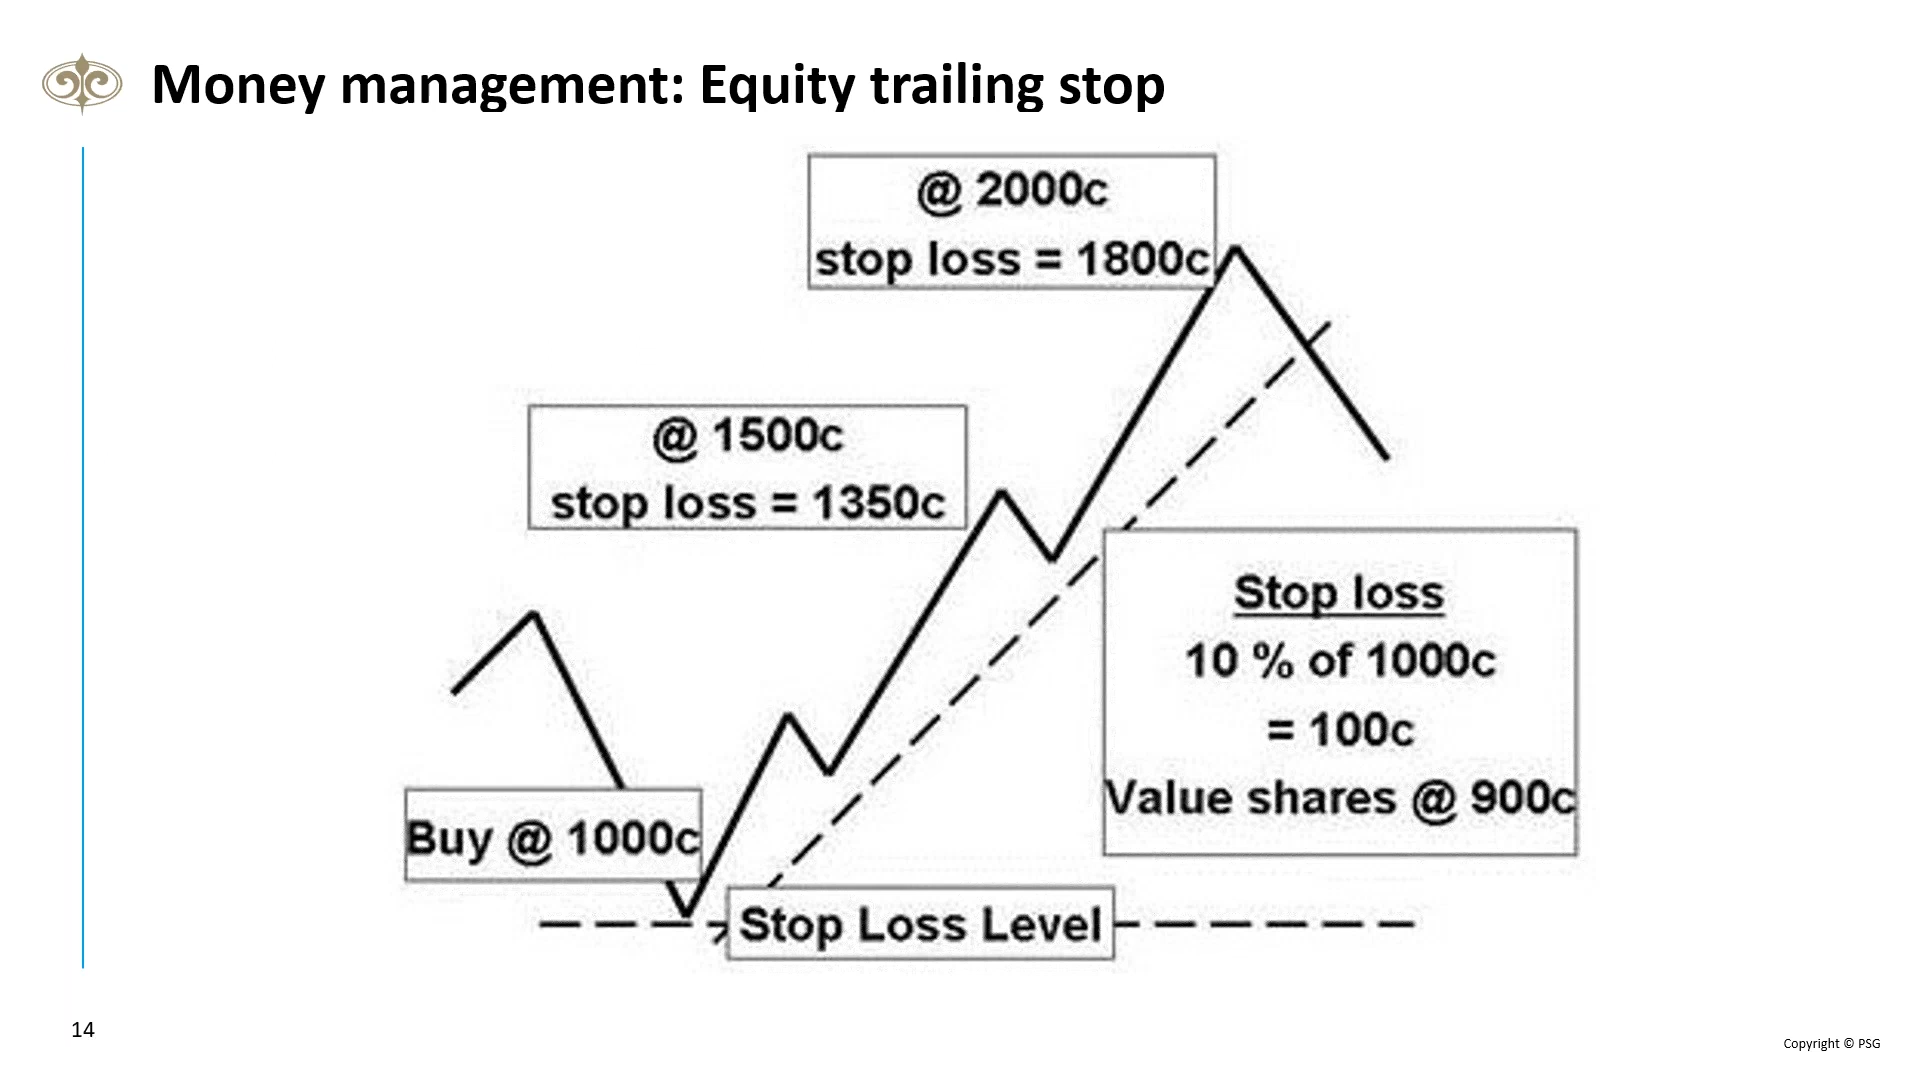 Money management: Equity trailing stop
@ 2000c
stop loss = 1800c
@ 1500c
stop loss = 1350c
Stop loss
10 % of 1000c
= 100c
Value shares @ 900c
Buy @ 1000c
Stop Loss Level
14
Copyright © PSG